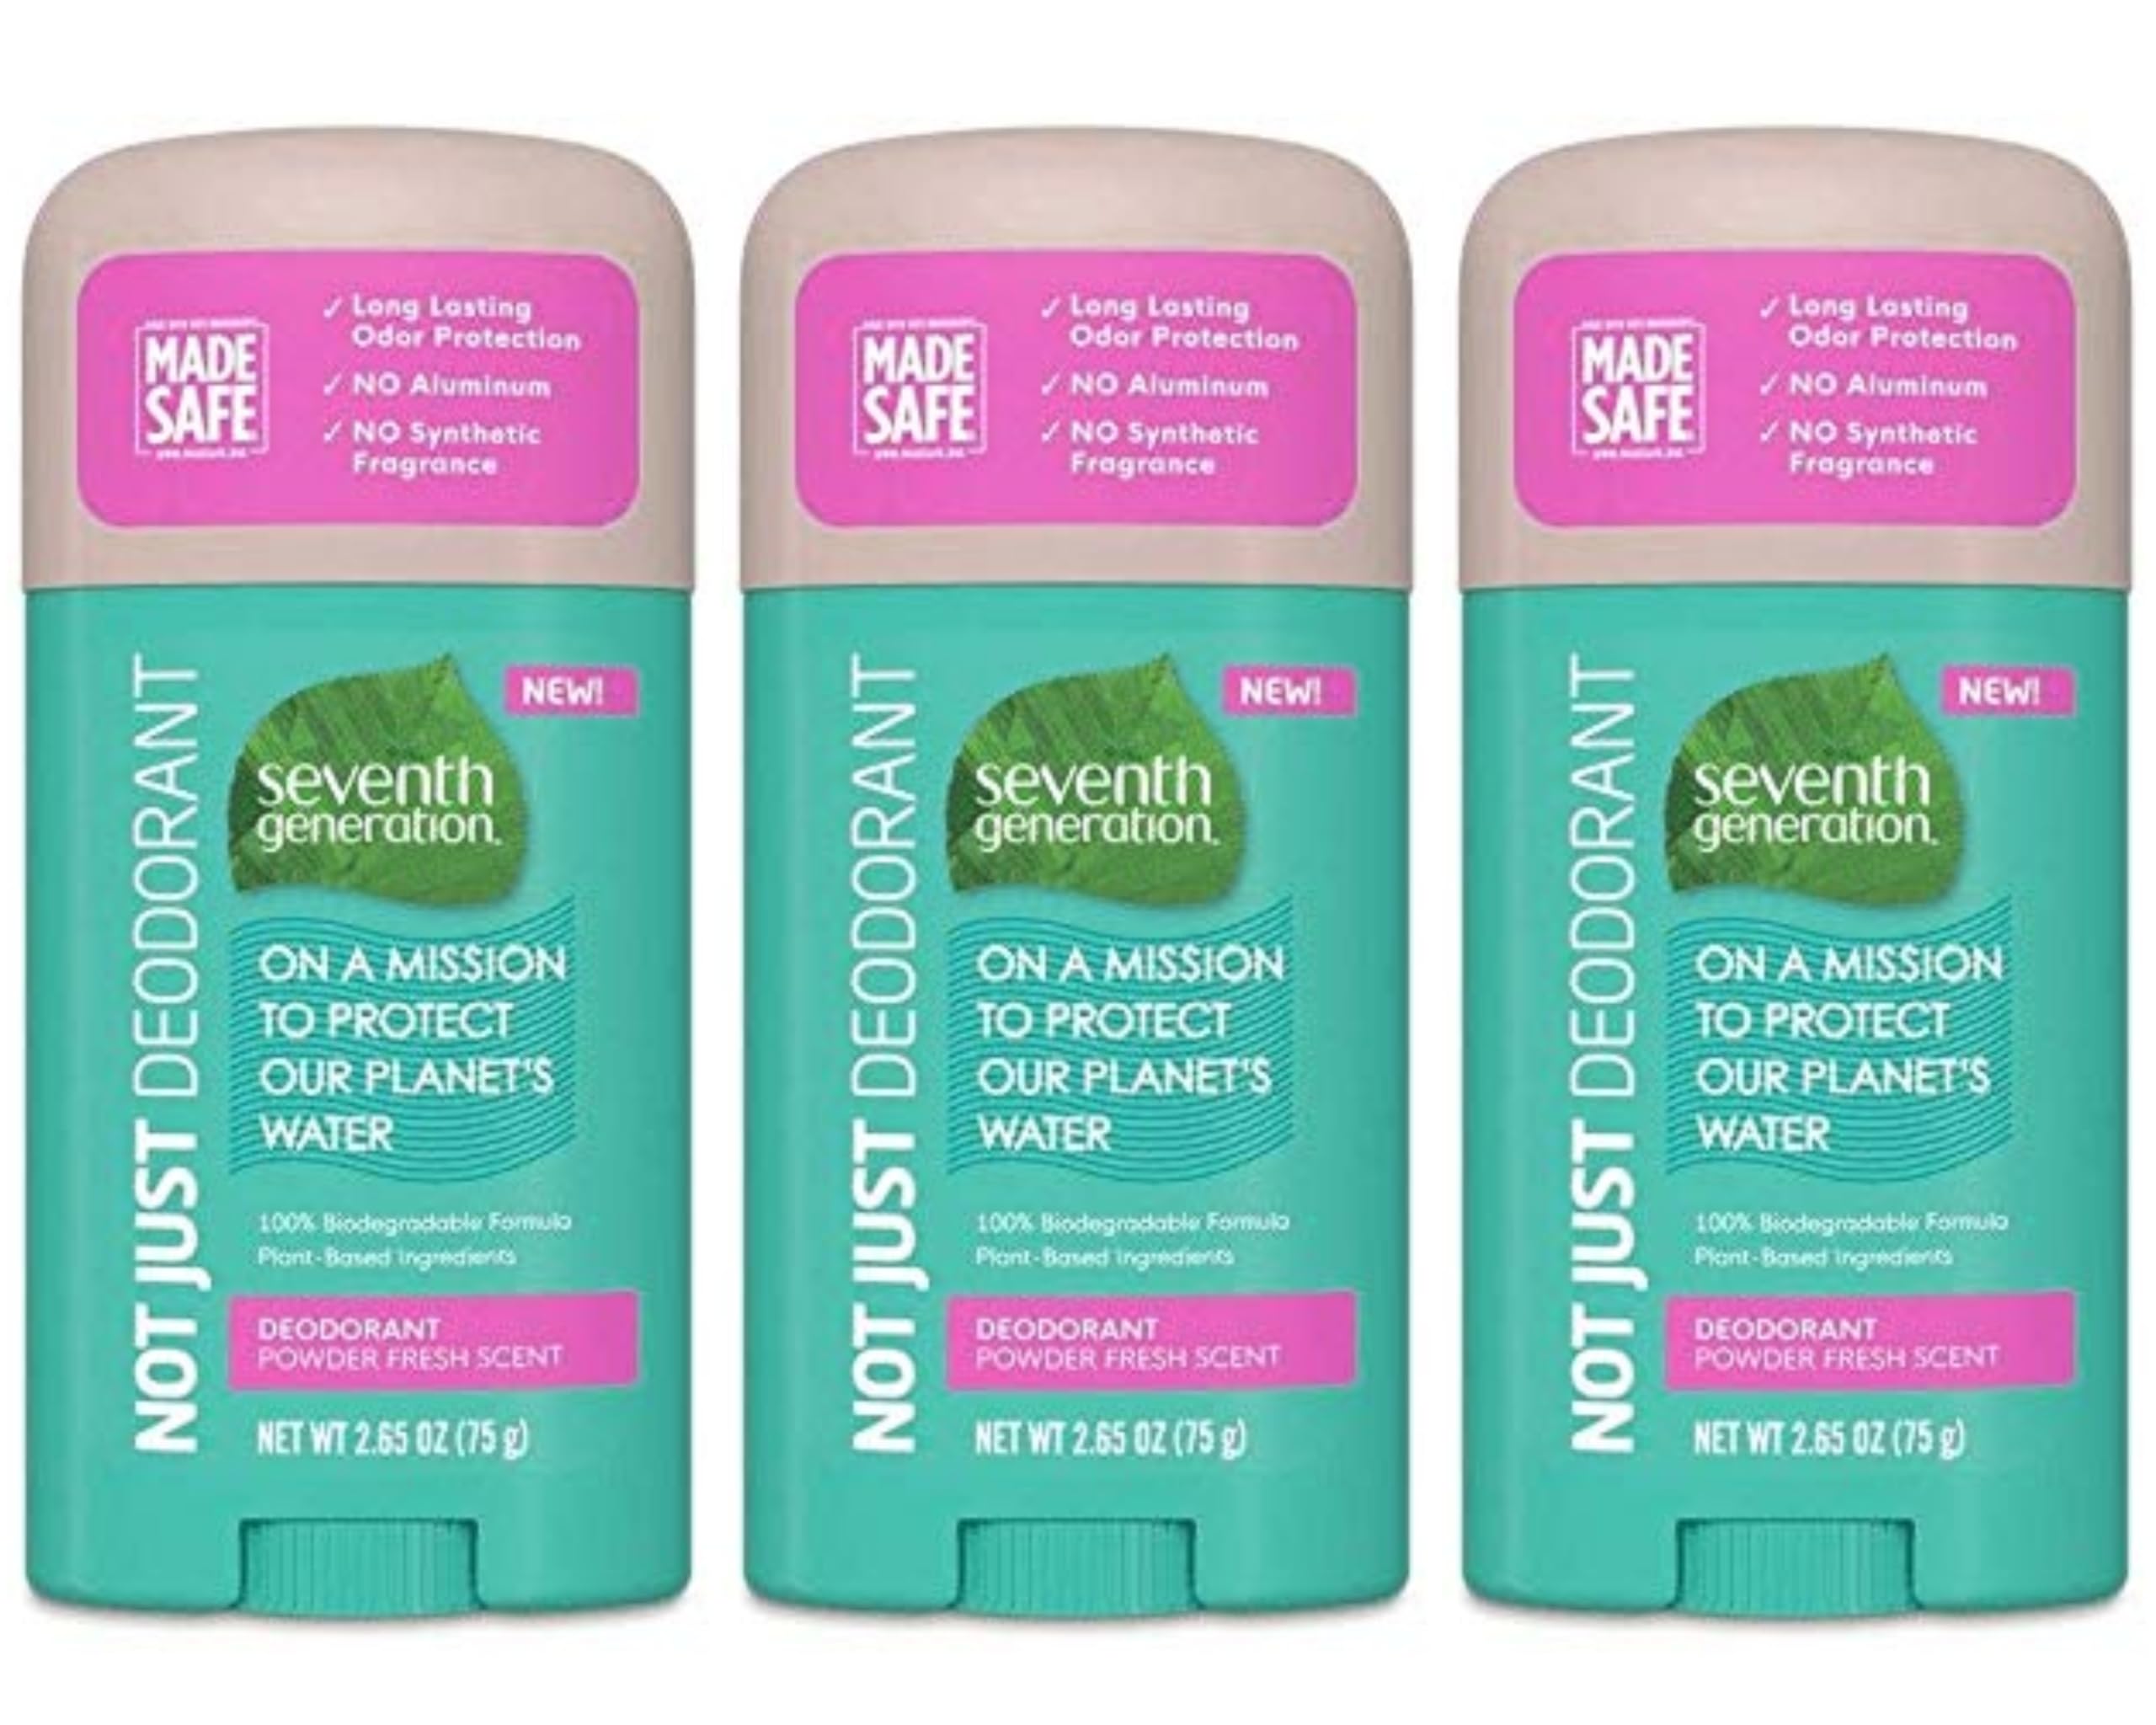 MADE
SAFE
✓ Long Lasting
Odor Protection
✓ NO Aluminum
✓ NO Synthetic
Fragrance
NOT JUST DEODORANT
NEW!
seventh
generation.
ON A MISSION
TO PROTECT
OUR PLANET'S
WATER
100% Biodegradable Formula
Plant-Based Ingredients
DEODORANT
POWDER FRESH SCENT
NET WT 2.65 OZ (75 g)
MADE
SAFE
✓ Long Lasting
Odor Protection
✓ NO Aluminum
✓ NO Synthetic
Fragrance
NOT JUST DEODORANT
NEW!
seventh
generation.
ON A MISSION
TO PROTECT
OUR PLANET'S
WATER
100% Biodegradable Formula
Plant-Based Ingredients
DEODORANT
POWDER FRESH SCENT
NET WT 2.65 OZ (75 g)
MADE
SAFE
✓ Long Lasting
Odor Protection
✓ NO Aluminum
✓ NO Synthetic
Fragrance
NOT JUST DEODORANT
NEW!
seventh
generation.
ON A MISSION
TO PROTECT
OUR PLANET'S
WATER
100% Biodegradable Formula
Plant-Based Ingredients
DEODORANT
POWDER FRESH SCENT
NET WT 2.65 OZ (75 g)